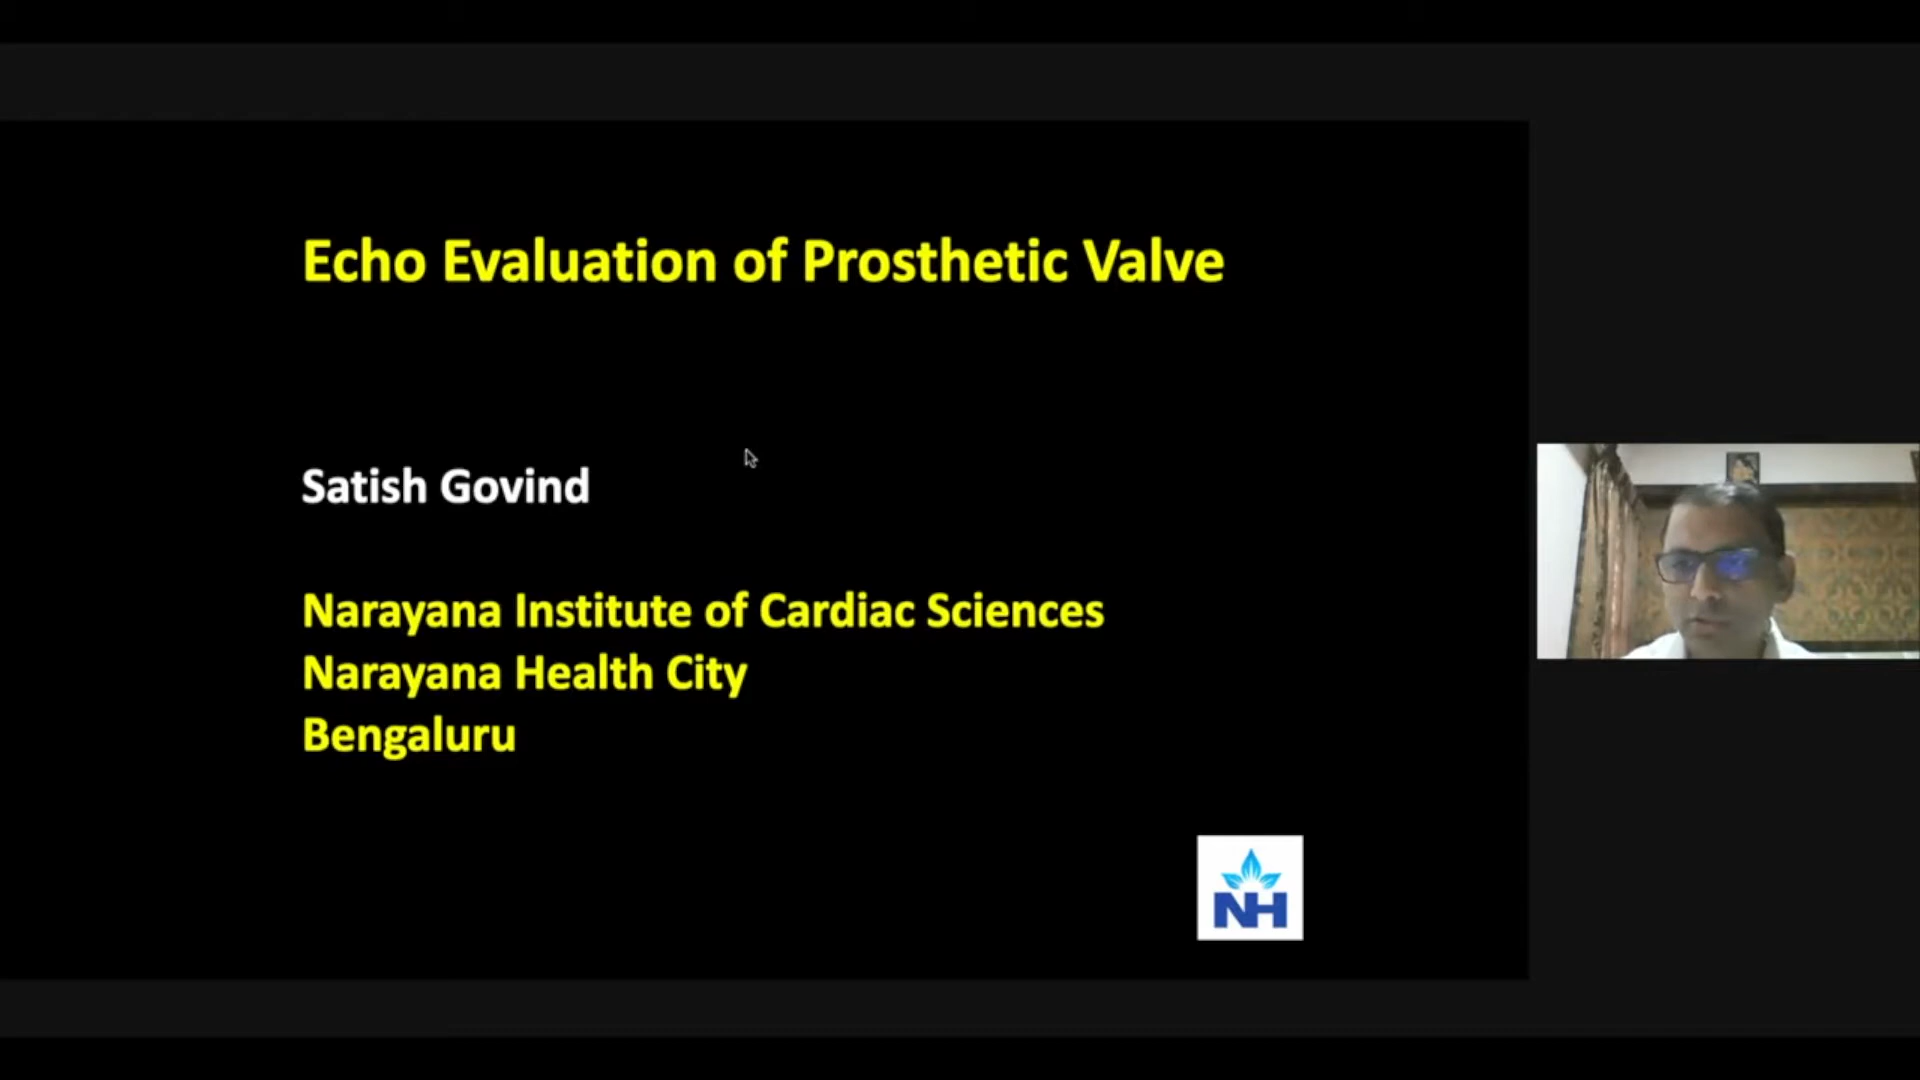 Echo Evaluation of Prosthetic Valve
Satish Govind
Narayana Institute of Cardiac Sciences
Narayana Health City
Bengaluru
NH